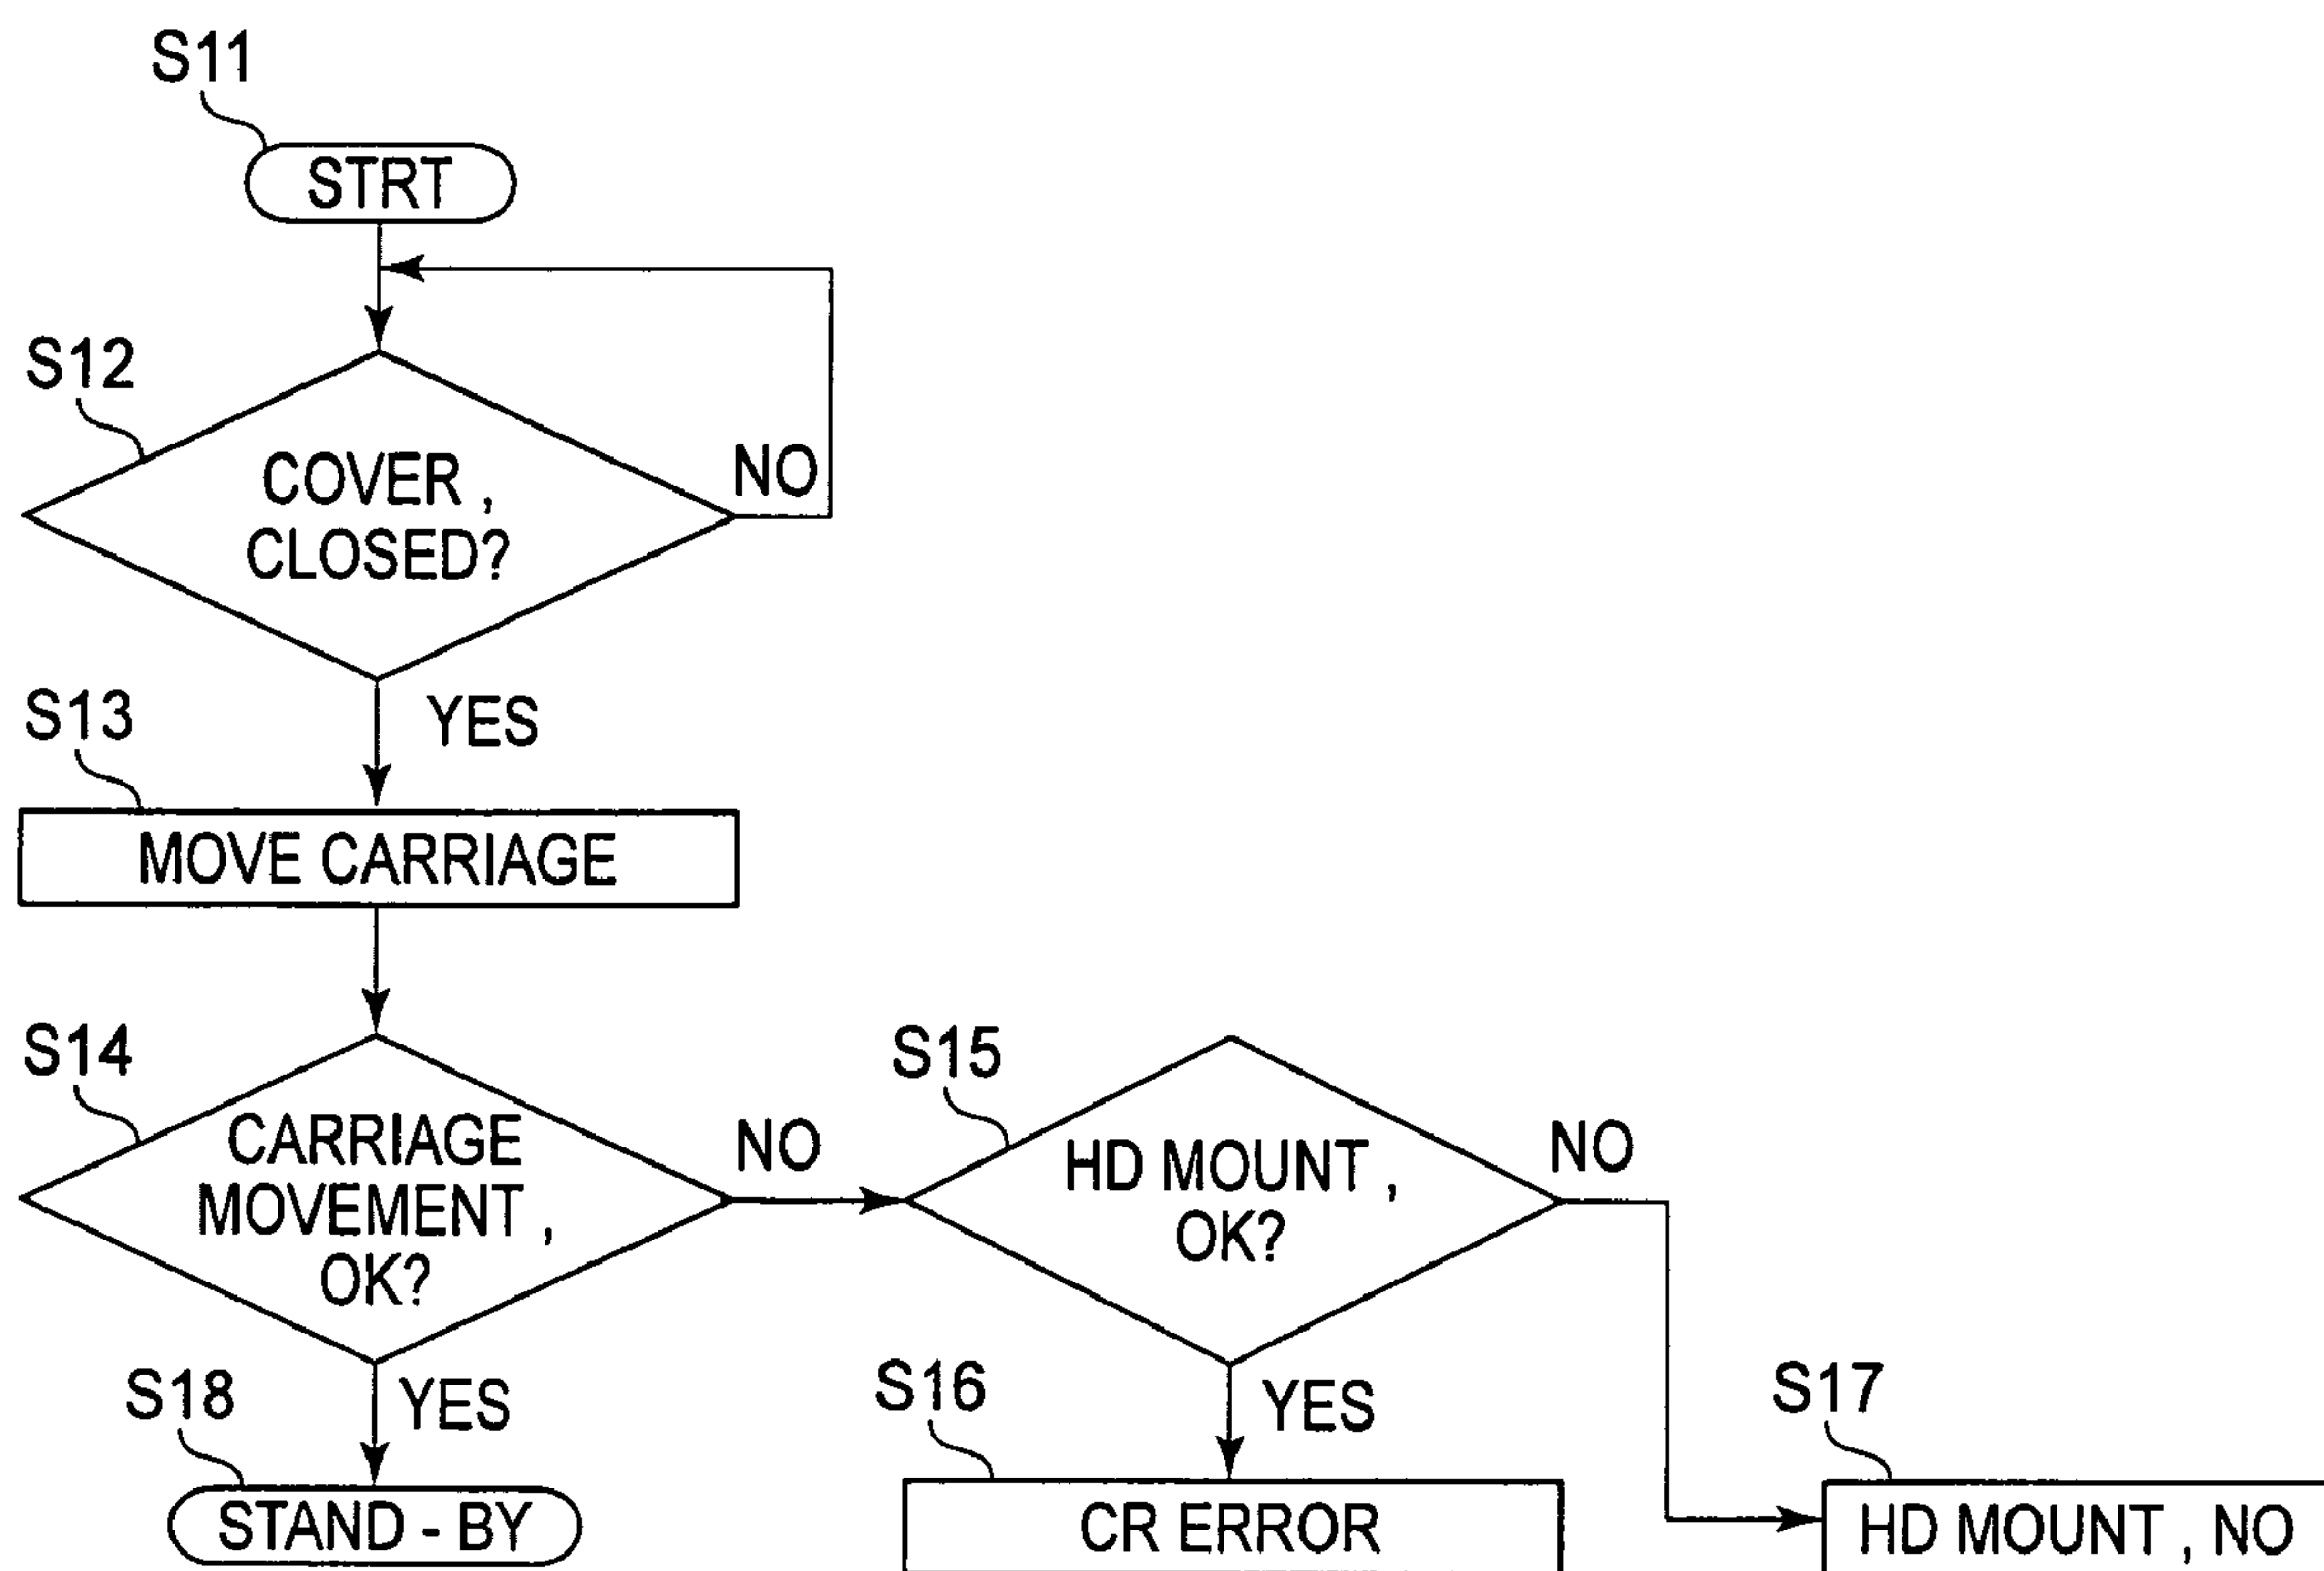 S11
STRT
S12
COVER ,
CLOSED?
NO
YES
S13
MOVE CARRIAGE
S14
CARRIAGE
MOVEMENT ,
OK?
NO
S15
HD MOUNT ,
OK?
NO
S18
YES
STAND - BY
S16
YES
CR ERROR
S17
HD MOUNT , NO